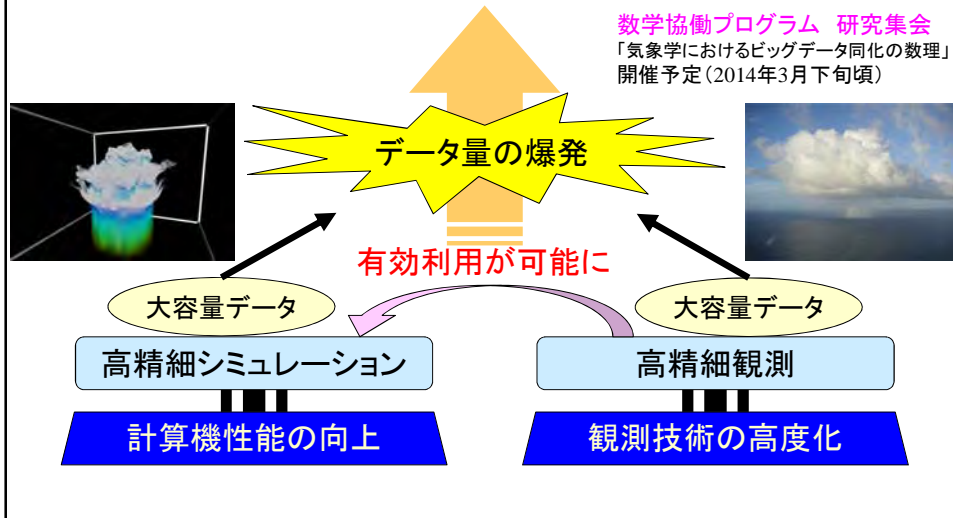 数学協働プログラム　研究集会
「気象学におけるビッグデータ同化の数理」
開催予定（2014年3月下旬頃）
データ量の爆発
有効利用が可能に
大容量データ
大容量データ
高精細シミュレーション
高精細観測
計算機性能の向上
観測技術の高度化